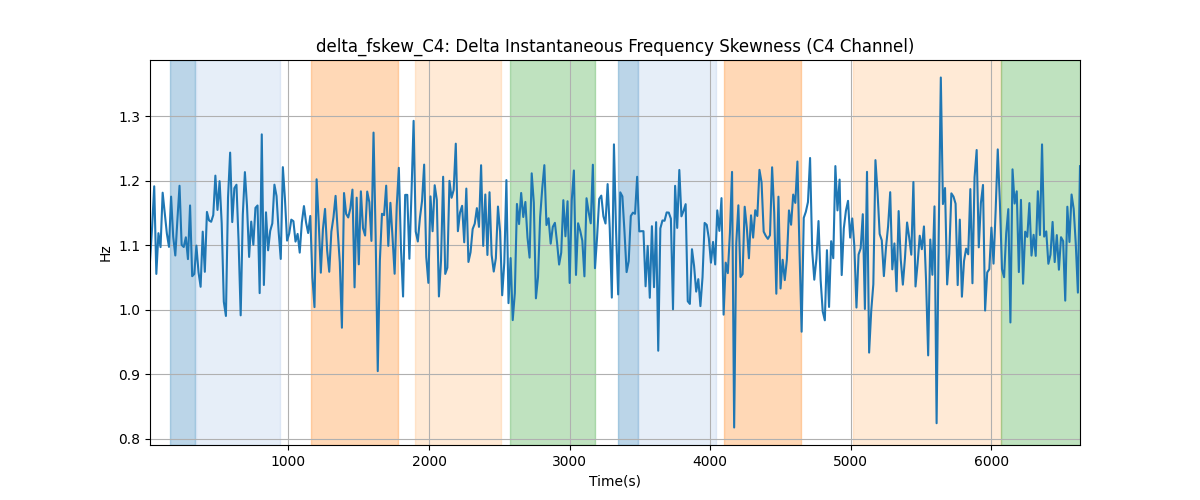 delta_fskew_C4: Delta Instantaneous Frequency Skewness (C4 Channel)
Hz
1.3
1.2
1.1
1.0
0.9
0.8
1000 2000 3000 4000 5000 6000
Time(s)